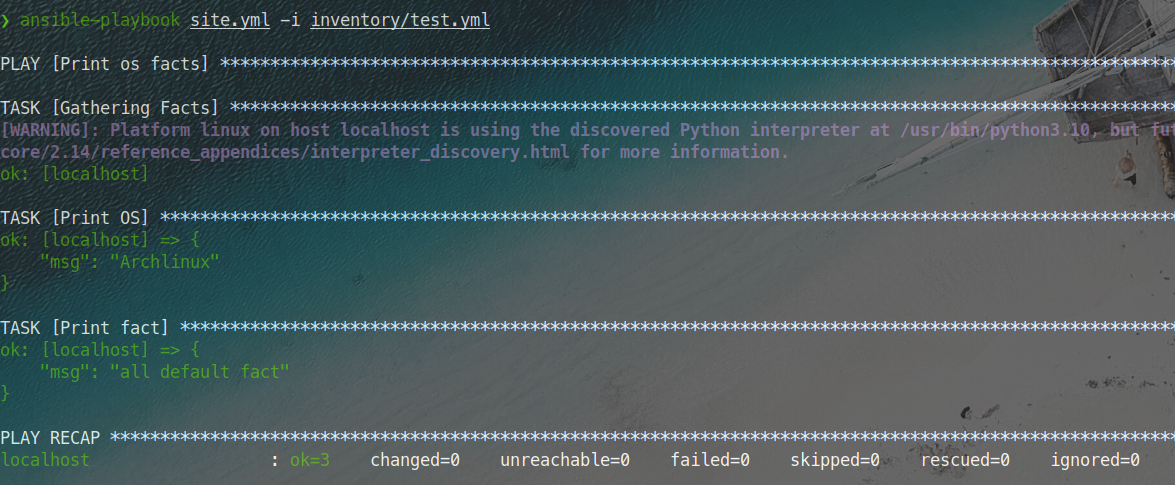 ❯ ansible-playbook site.yml -i inventory/test.yml
PLAY [Print os facts] ************************************************************************************************
TASK [Gathering Facts] ***********************************************************************************************
[WARNING]: Platform linux on host localhost is using the discovered Python interpreter at /usr/bin/python3.10, but fu
core/2.14/reference_appendices/interpreter_discovery.html for more information.
ok: [localhost]
TASK [Print OS] ******************************************************************************************************
ok: [localhost] => {
    "msg": "Archlinux"
}
TASK [Print fact] ****************************************************************************************************
ok: [localhost] => {
    "msg": "all default fact"
}
PLAY RECAP ***********************************************************************************************************
localhost                  : ok=3    changed=0    unreachable=0    failed=0    skipped=0    rescued=0    ignored=0